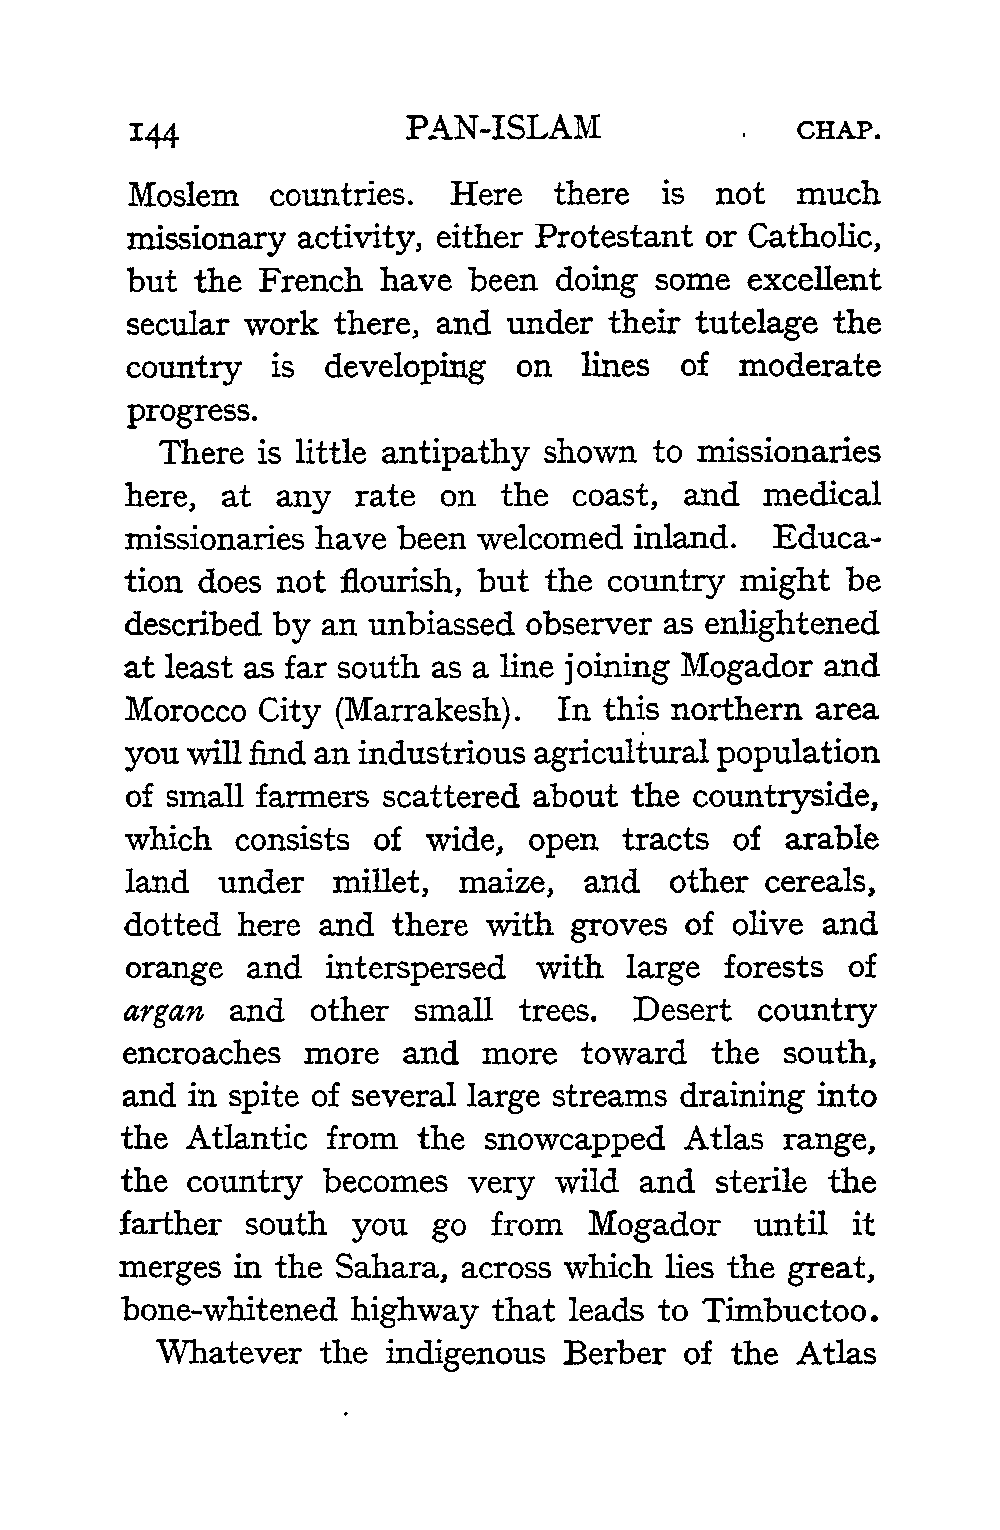 144 PAN-ISLAM CHAP.
Moslem countries. Here there is not much
missionary activity, either Protestant or Catholic,
but the French have been doing some excellent
secular work there, and under their tutelage the
country is developing on lines of moderate
progress.
There is little antipathy shown to missionaries
here, at any rate on the coast, and medical
missionaries have been welcomed inland. Educa-
tion does not flourish, but the country might be
described by an unbiassed observer as enlightened
at least as far south as a line joining Mogador and
Morocco City (Marrakesh). In this northern area
you will find an industrious agricultural population
of small farmers scattered about the countryside,
which consists of wide, open tracts of arable
land under millet, maize, and other cereals,
dotted here and there with groves of olive and
orange and interspersed with large forests of
argan and other small trees. Desert country
encroaches more and more toward the south,
and in spite of several large streams draining into
the Atlantic from the snowcapped Atlas range,
the country becomes very wild and sterile the
farther south you go from Mogador until it
merges in the Sahara, across which lies the great,
bone-whitened highway that leads to Timbuctoo.
Whatever the indigenous Berber of the Atlas